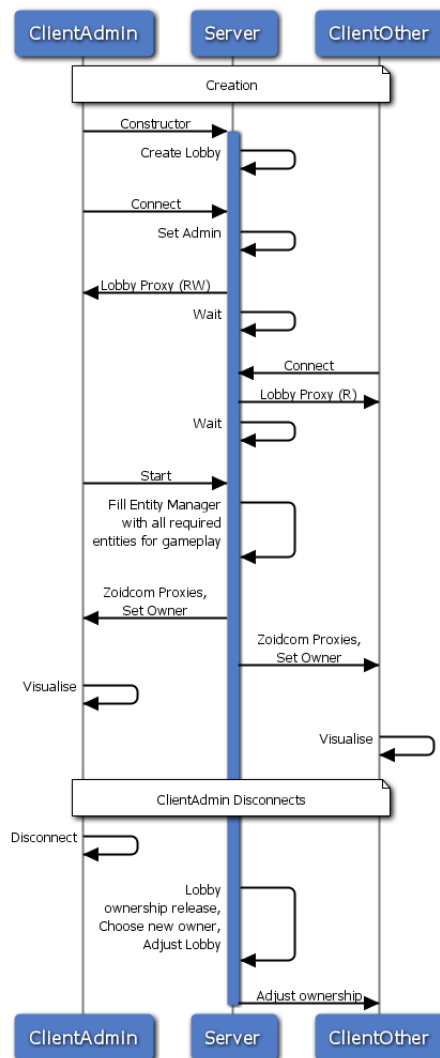 ClientAdmin Server ClientOther
Creation
Constructor
Create Lobby
Connect
Set Admin
Lobby Proxy (RW)
Wait
Connect
Lobby Proxy (R)
Wait
Start
Fill Entity Manager
with all required
entities for gameplay
Zoidcom Proxies,
Set Owner
Zoidcom Proxies,
Set Owner
Visualise
Visualise
ClientAdmin Disconnects
Disconnect
Lobby
ownership release,
Choose new owner,
Adjust Lobby
Adjust ownership
ClientAdmin Server ClientOther